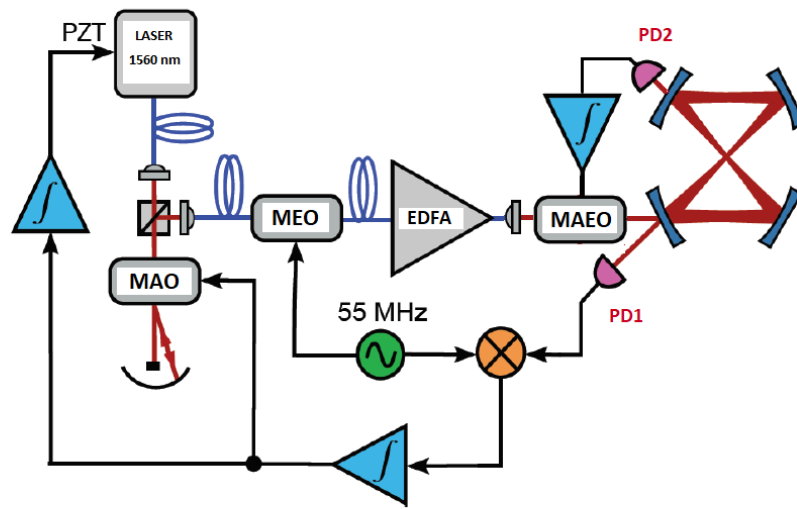 PZT
LASER
1560 nm
PD2
MEO
EDFA
MAEO
MAO
55 MHz
PD1
∫
∫
∫